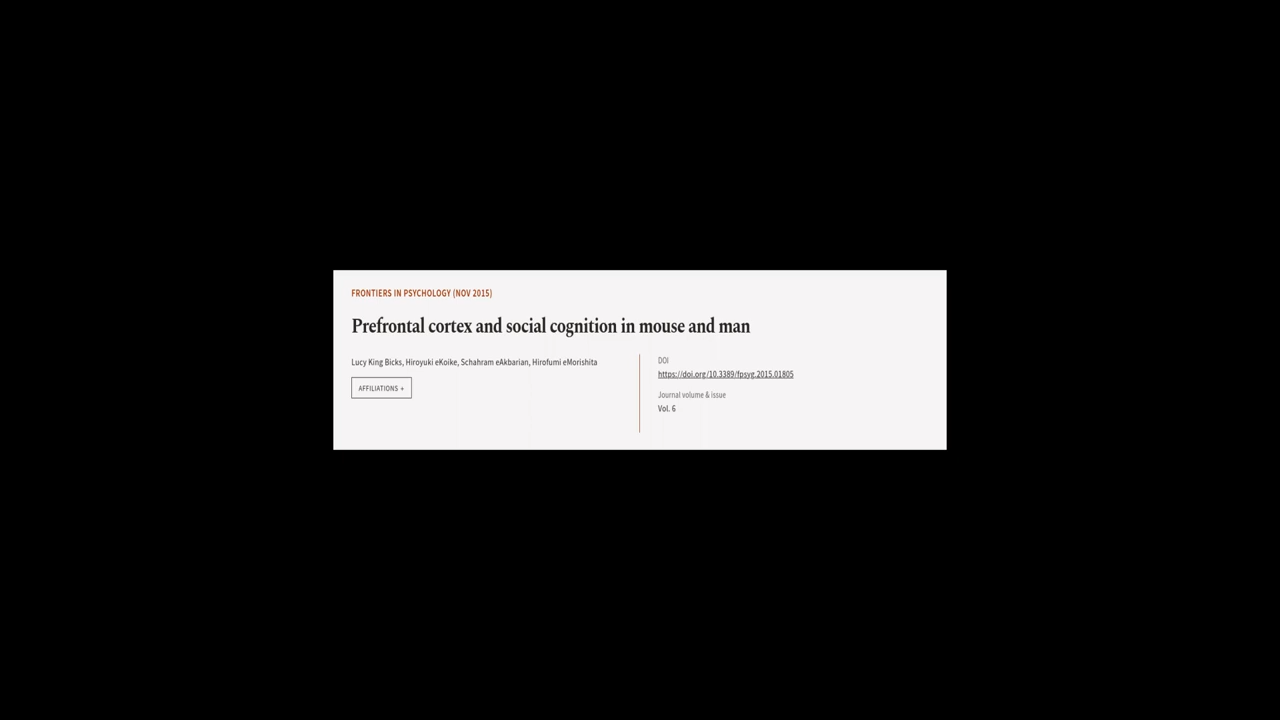 FRONTIERS IN PSYCHOLOGY (NOV 2015)
Prefrontal cortex and social cognition in mouse and man
Lucy King Bicks, Hiroyuki eKoike, Schahram eAkbarian, Hirofumi eMorishita
AFFILIATIONS +
DOI
https://doi.org/10.3389/fpsyg.2015.01805
Journal volume & issue
Vol. 6